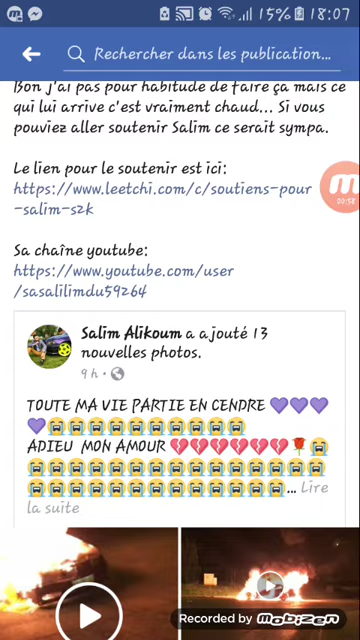 15% 18:07
Rechercher dans les publication...
Bon j'ai pas pour habitude de faire ça mais ce
qui lui arrive c'est vraiment chaud... Si vous
pouviez aller soutenir Salim ce serait sympa.
Le lien pour le soutenir est ici:
https://www.leetchi.com/c/soutiens-pour
-salim-s2k
00:58
Sa chaîne youtube:
https://www.youtube.com/user
/sasalilimdu59264
Salim Alikoum a ajouté 13
nouvelles photos.
9 h
TOUTE MA VIE PARTIE EN CENDRE 💜💜💜
💜😭😭😭😭😭😭😭😭😭😭
ADIEU MON AMOUR 💔💔💔💔💔💔🌹😭
😭😭😭😭😭😭😭😭😭😭😭😭😭😭😭
😭😭😭😭😭😭😭😭😭😭😭😭😭... Lire
la suite
Recorded by Mobizen